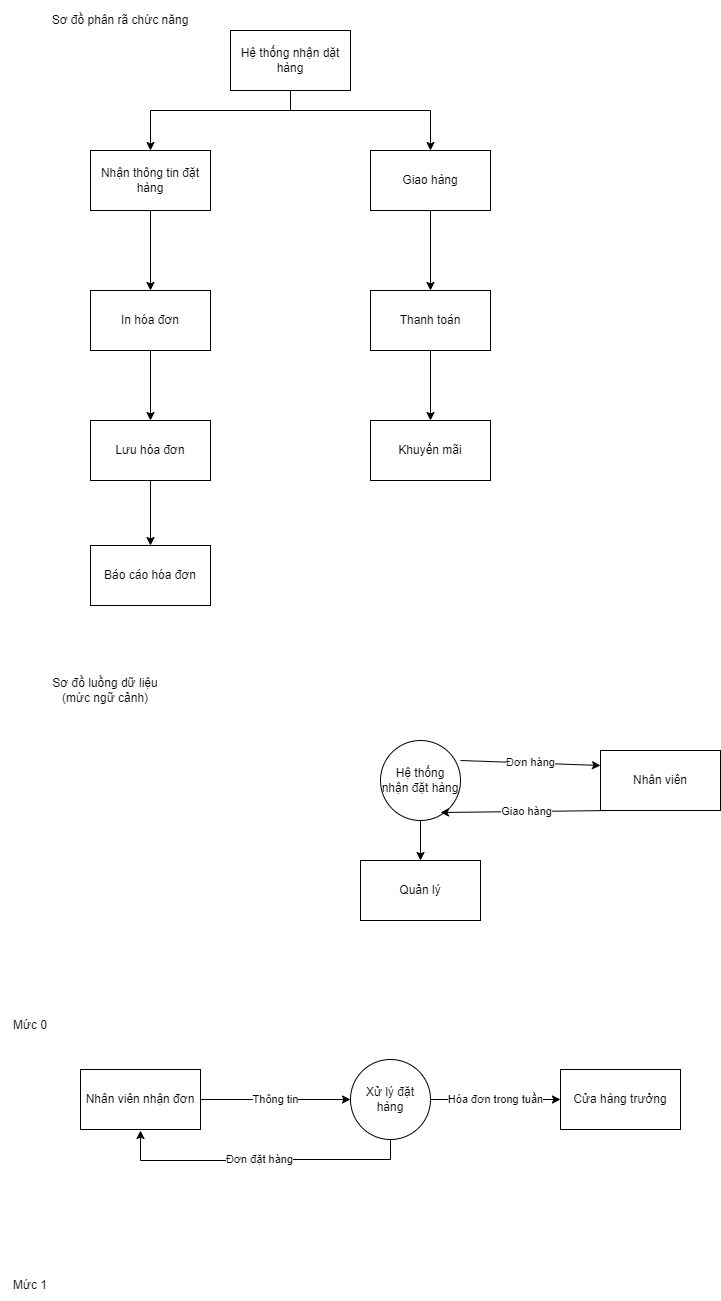 Sơ đồ phân rã chức năng
Hệ thống nhận dặt
hàng
Nhận thông tin đặt
hàng
Giao hàng
In hóa đơn
Thanh toán
Lưu hóa đơn
Khuyến mãi
Báo cáo hóa đơn
Sơ đồ luồng dữ liệu
(mức ngữ cảnh)
Hệ thống
nhận đặt hàng
Đơn hàng
Nhân viên
Giao hàng
Quản lý
Mức 0
Nhân viên nhận đơn
Thông tin
Xử lý đặt
hàng
Hóa đơn trong tuần
Cửa hàng trưởng
Đơn đặt hàng
Mức 1